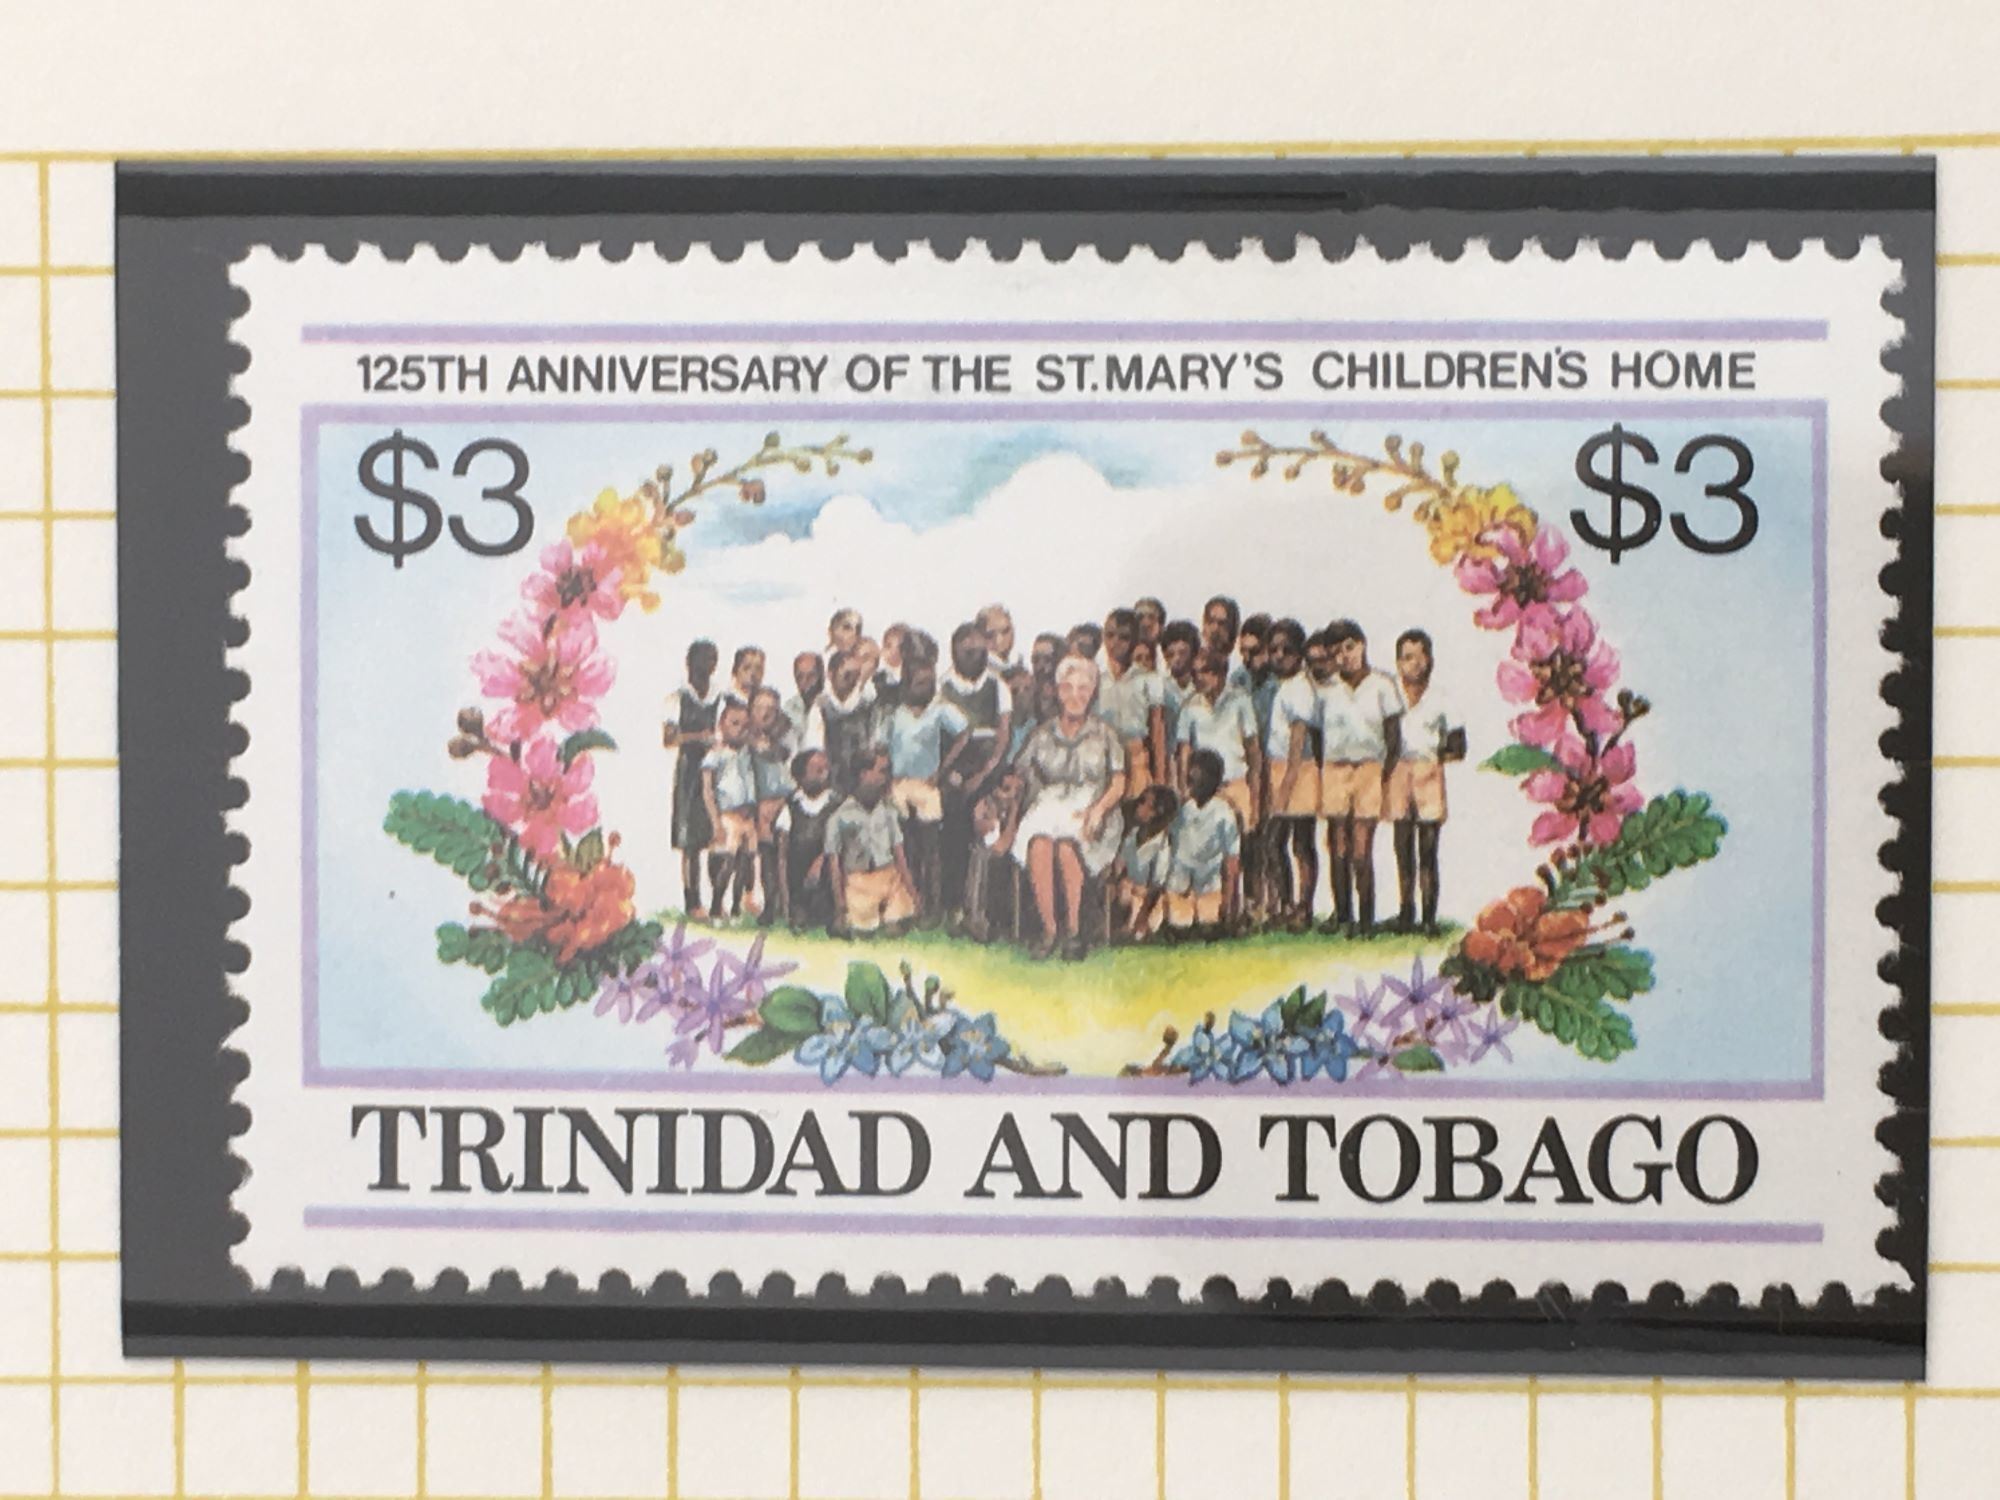 125TH ANNIVERSARY OF THE ST.MARY'S CHILDREN'S HOME
$3 $3
TRINIDAD AND TOBAGO